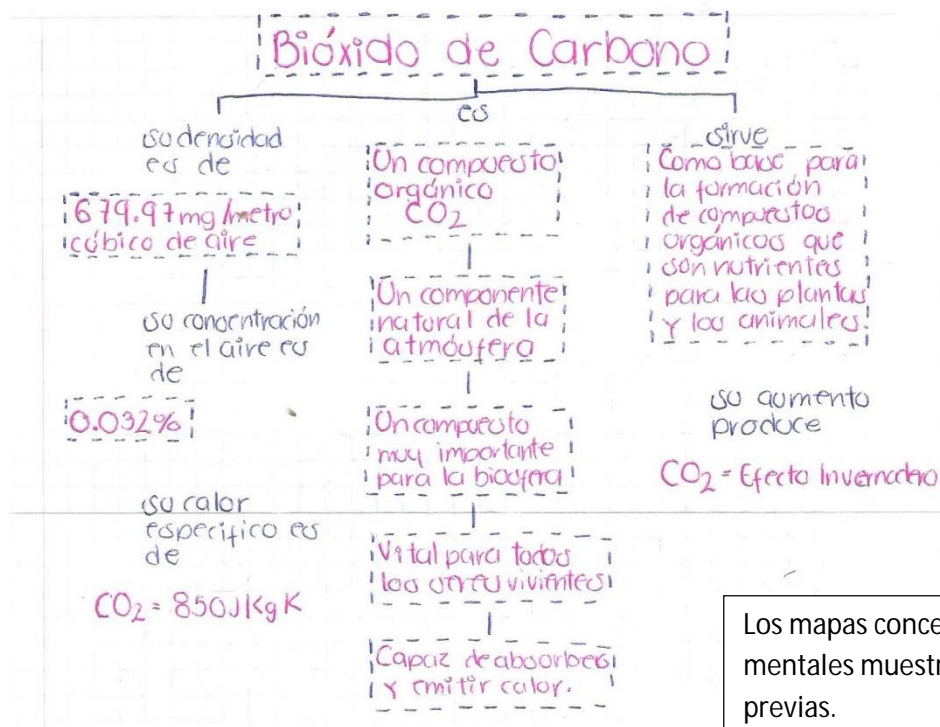 Bióxido de Carbono
su densidad
es de
679.97 mg/metro
cúbico de aire
su concentración
en el aire es
de
0.032%
su calor
especifico es
de
CO₂ = 850J KgK
es
Un compuesto
orgánico
CO₂
Un componente
natural de la
atmósfera
Un compuesto
muy importante
para la biosfera
Vital para todos
los seres vivientes
Capaz de absorber
y emitir calor.
sirve
Como base para
la formación
de compuestos
orgánicos que
son nutrientes
para las plantas
y los animales.
su aumento
produce
CO₂ = Efecto Invernadero
Los mapas conce
mentales muestr
previas.